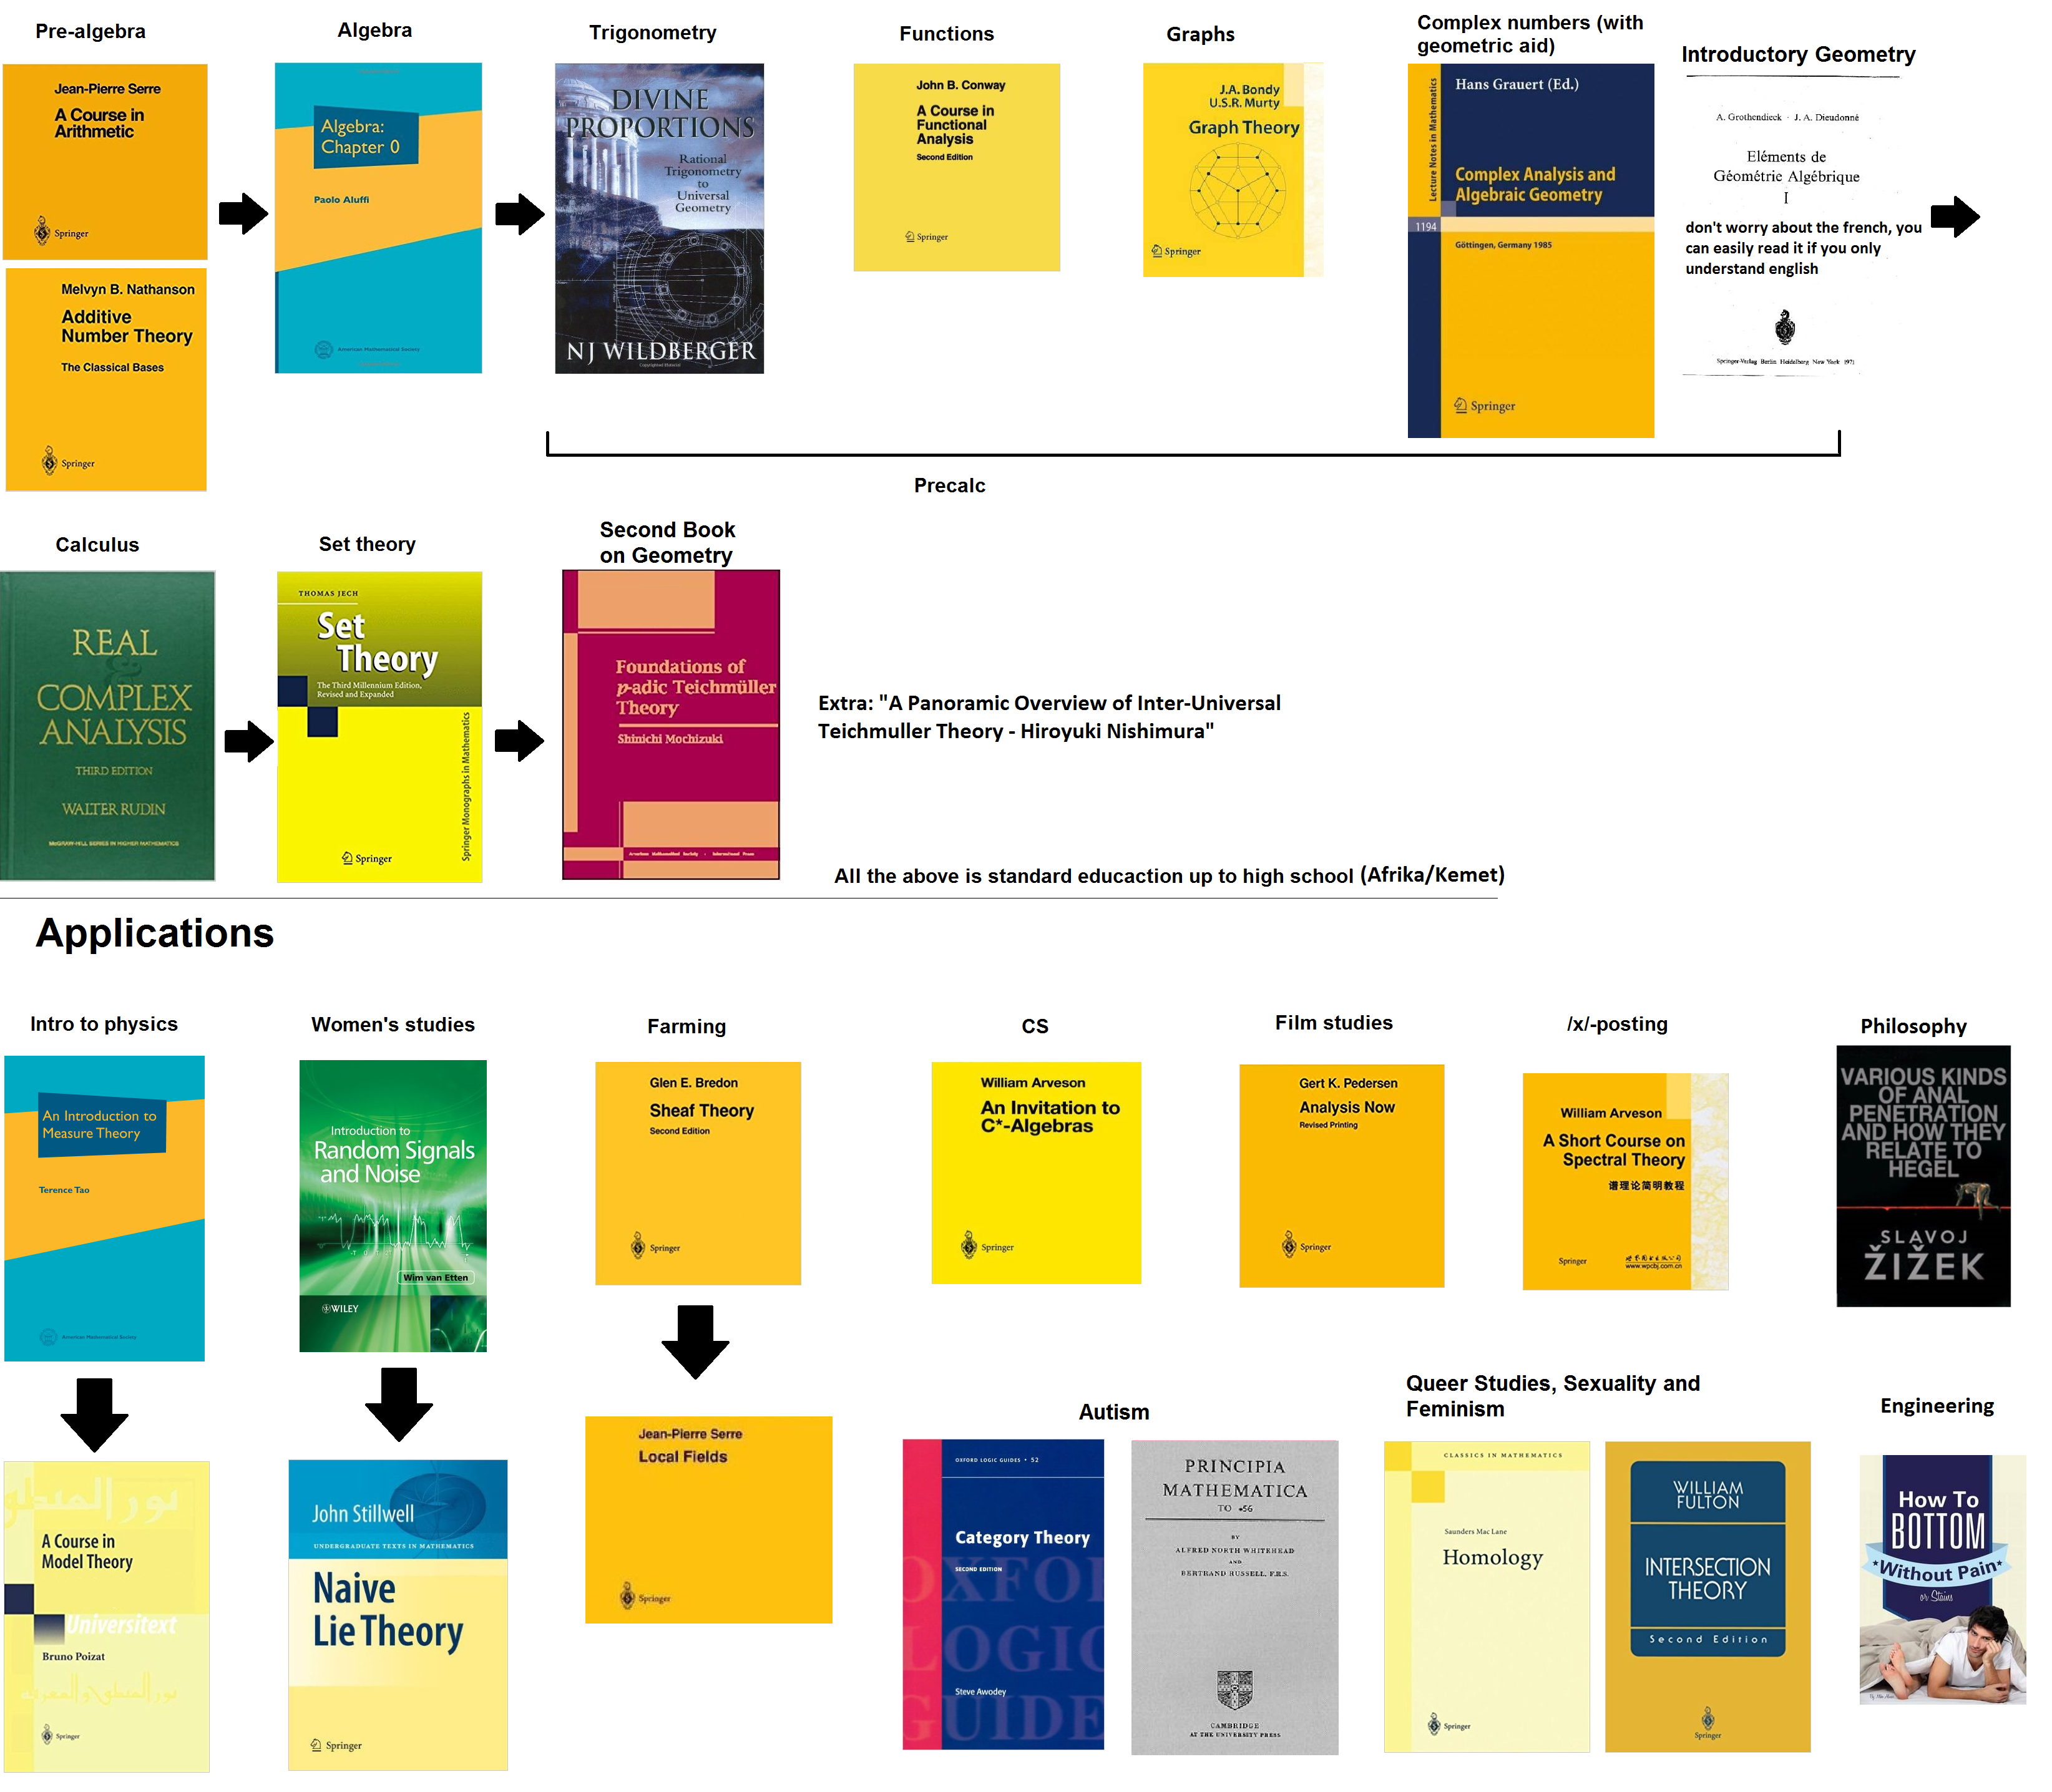 Pre-algebra
Jean-Pierre Serre
A Course in
Arithmetic
Springer
Melvyn B. Nathanson
Additive
Number Theory
The Classical Bases
Springer
Algebra
Algebra:
Chapter 0
Paolo Aluffi
American Mathematical Society
Trigonometry
DIVINE
PROPORTIONS
Rational
Trigonometry
to
Universal
Geometry
NJ WILDBERGER
Copyrighted Material
Functions
John B. Conway
A Course in
Functional
Analysis
Second Edition
Springer
Graphs
J.A. Bondy
U.S.R. Murty
Graph Theory
Springer
Complex numbers (with
geometric aid)
Lecture Notes in Mathematics
1194
Hans Grauert (Ed.)
Complex Analysis and
Algebraic Geometry
Göttingen, Germany 1985
Springer
Introductory Geometry
A. Grothendieck · J. A. Dieudonné
Eléments de
Géométrie Algébrique
I
don't worry about the french, you
can easily read it if you only
understand english
Springer-Verlag Berlin Heidelberg New York 1971
Precalc
Calculus
REAL
&
COMPLEX
ANALYSIS
THIRD EDITION
WALTER RUDIN
McGRAW-HILL SERIES IN HIGHER MATHEMATICS
Set theory
THOMAS JECH
Set
Theory
The Third Millennium Edition,
Revised and Expanded
Springer Monographs in Mathematics
Springer
Second Book
on Geometry
Foundations of
p-adic Teichmüller
Theory
Shinichi Mochizuki
American Mathematical Society · International Press
Extra: "A Panoramic Overview of Inter-Universal
Teichmuller Theory - Hiroyuki Nishimura"
All the above is standard educaction up to high school (Afrika/Kemet)
Applications
Intro to physics
An Introduction to
Measure Theory
Terence Tao
American Mathematical Society
A Course in
Model Theory
Universitext
Bruno Poizat
Springer
Women's studies
Introduction to
Random Signals
and Noise
Wim van Etten
WILEY
John Stillwell
UNDERGRADUATE TEXTS IN MATHEMATICS
Naive
Lie Theory
Springer
Farming
Glen E. Bredon
Sheaf Theory
Second Edition
Springer
Jean-Pierre Serre
Local Fields
Springer
CS
William Arveson
An Invitation to
C*-Algebras
Springer
Film studies
Gert K. Pedersen
Analysis Now
Revised Printing
Springer
/x/-posting
William Arveson
A Short Course on
Spectral Theory
谱理论简明教程
Springer
世界图书出版公司
www.wpcbj.com.cn
Philosophy
VARIOUS KINDS
OF ANAL
PENETRATION
AND HOW THEY
RELATE TO
HEGEL
SLAVOJ
ŽIŽEK
Autism
OXFORD LOGIC GUIDES • 52
Category Theory
SECOND EDITION
OXFO
LOGIC
GUIDE
Steve Awodey
PRINCIPIA
MATHEMATICA
TO *56
BY
ALFRED NORTH WHITEHEAD
AND
BERTRAND RUSSELL, F.R.S.
CAMBRIDGE
AT THE UNIVERSITY PRESS
Queer Studies, Sexuality and
Feminism
CLASSICS IN MATHEMATICS
Saunders Mac Lane
Homology
Springer
WILLIAM
FULTON
INTERSECTION
THEORY
Second Edition
Springer
Engineering
How To
BOTTOM
*Without Pain*
or Stains